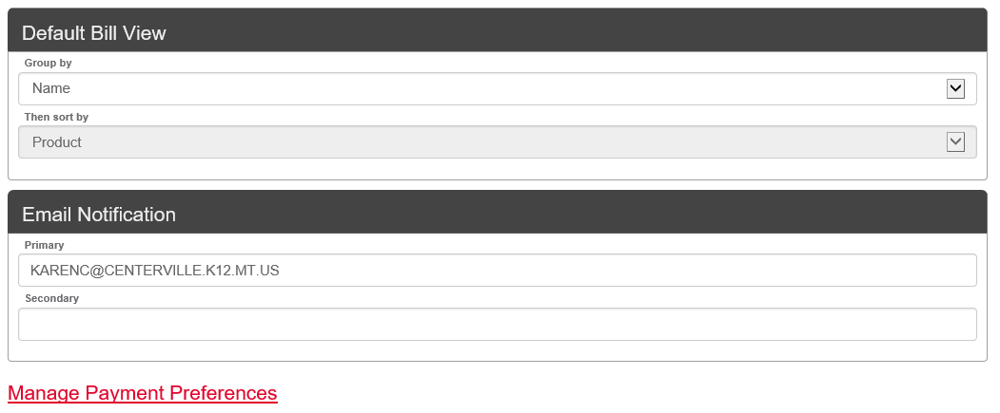 Default Bill View
Group by
Name
Then sort by
Product
Email Notification
Primary
KARENC@CENTERVILLE.K12.MT.US
Secondary
Manage Payment Preferences